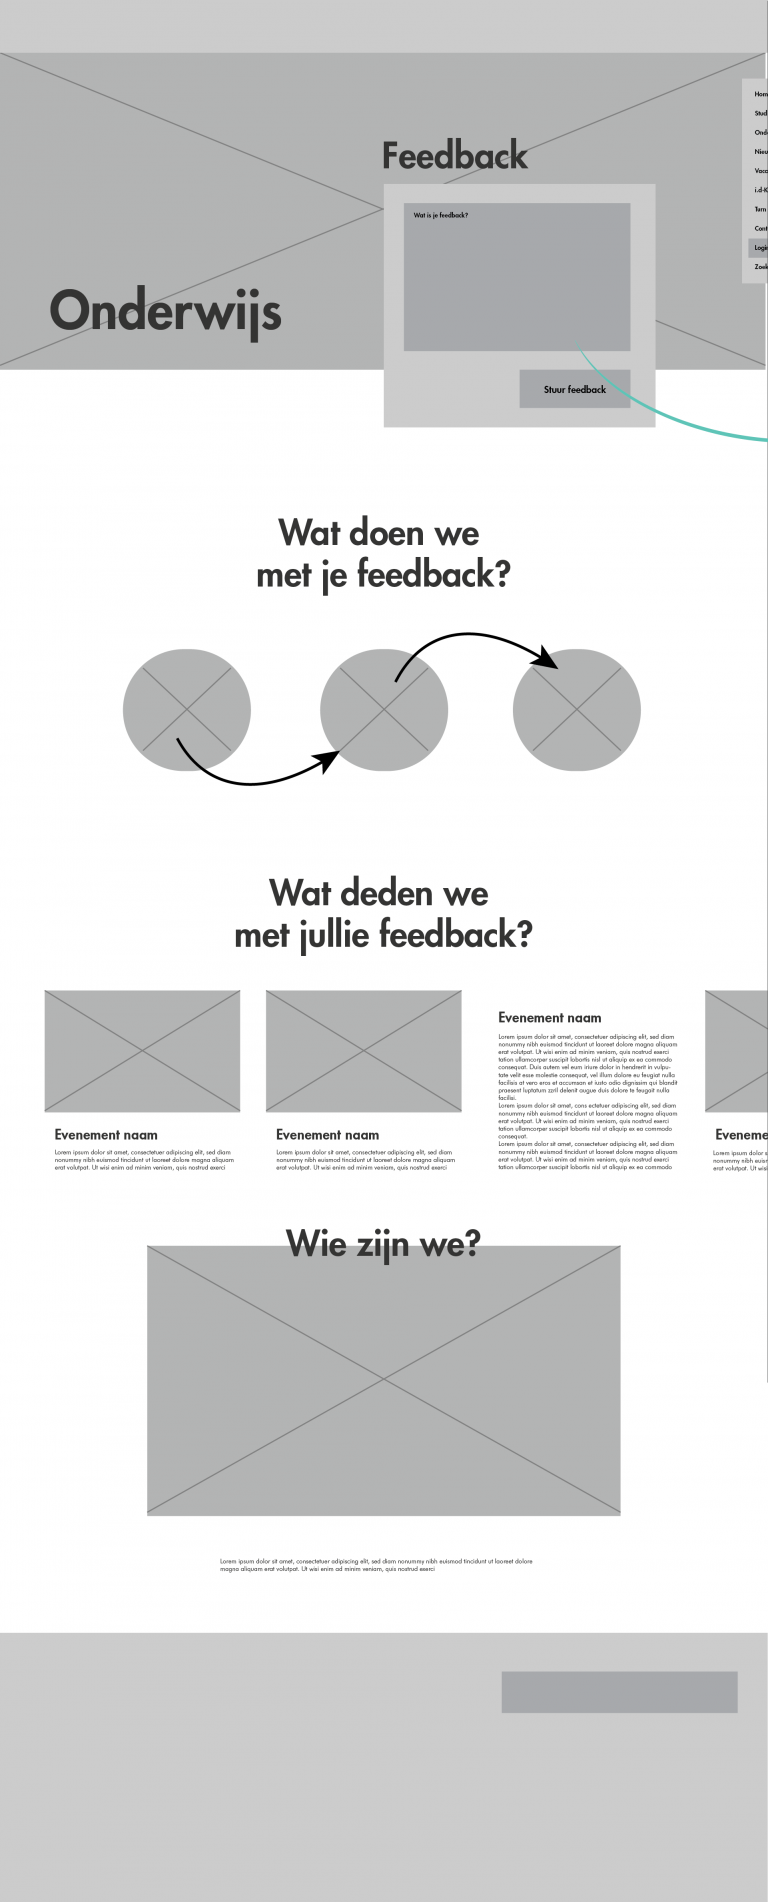 Feedback
Wat is je feedback?
Onderwijs
Stuur feedback
Hom
Stud
Onde
Nieu
Vaca
i.d-K
Turn
Cont
Login
Zoek
Wat doen we
met je feedback?
Wat deden we
met jullie feedback?
Evenement naam
Lorem ipsum dolor sit amet, consectetuer adipiscing elit, sed diam
nonummy nibh euismod tincidunt ut laoreet dolore magna aliquam
erat volutpat. Ut wisi enim ad minim veniam, quis nostrud exerci
Evenement naam
Lorem ipsum dolor sit amet, consectetuer adipiscing elit, sed diam
nonummy nibh euismod tincidunt ut laoreet dolore magna aliquam
erat volutpat. Ut wisi enim ad minim veniam, quis nostrud exerci
Evenement naam
Lorem ipsum dolor sit amet, consectetuer adipiscing elit, sed diam
nonummy nibh euismod tincidunt ut laoreet dolore magna aliquam
erat volutpat. Ut wisi enim ad minim veniam, quis nostrud exerci
tation ullamcorper suscipit lobortis nisl ut aliquip ex ea commodo
consequat. Duis autem vel eum iriure dolor in hendrerit in vulpu-
tate velit esse molestie consequat, vel illum dolore eu feugiat nulla
facilisis at vero eros et accumsan et iusto odio dignissim qui blandit
praesent luptatum zzril delenit augue duis dolore te feugait nulla
facilisi.
Lorem ipsum dolor sit amet, cons ectetuer adipiscing elit, sed diam
nonummy nibh euismod tincidunt ut laoreet dolore magna aliquam
erat volutpat. Ut wisi enim ad minim veniam, quis nostrud exerci
tation ullamcorper suscipit lobortis nisl ut aliquip ex ea commodo
consequat.
Lorem ipsum dolor sit amet, consectetuer adipiscing elit, sed diam
nonummy nibh euismod tincidunt ut laoreet dolore magna aliquam
erat volutpat. Ut wisi enim ad minim veniam, quis nostrud exerci
tation ullamcorper suscipit lobortis nisl ut aliquip ex ea commodo
Eveneme
Lorem ipsum dolor s
nonummy nibh euism
erat volutpat. Ut wisi
Wie zijn we?
Lorem ipsum dolor sit amet, consectetuer adipiscing elit, sed diam nonummy nibh euismod tincidunt ut laoreet dolore
magna aliquam erat volutpat. Ut wisi enim ad minim veniam, quis nostrud exerci